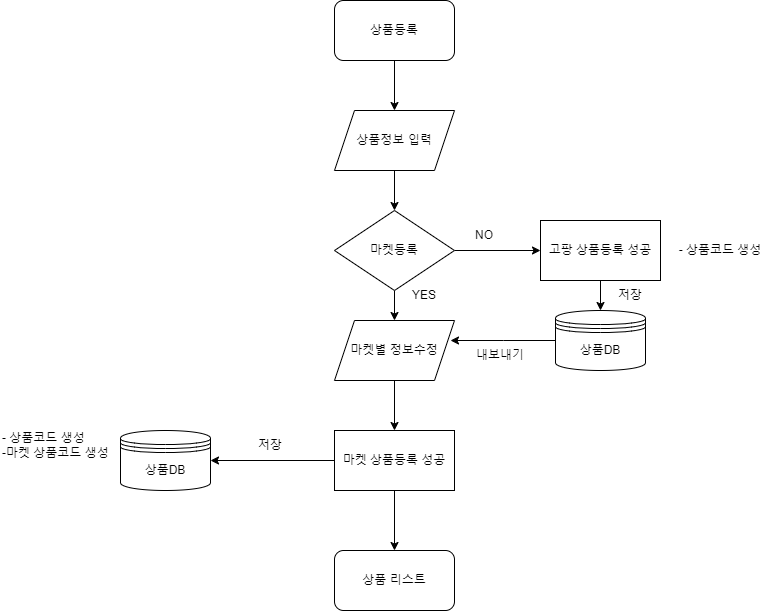 상품등록
상품정보 입력
마켓등록
NO
고팡 상품등록 성공
- 상품코드 생성
YES
저장
마켓별 정보수정
내보내기
상품DB
- 상품코드 생성
-마켓 상품코드 생성
상품DB
저장
마켓 상품등록 성공
상품 리스트